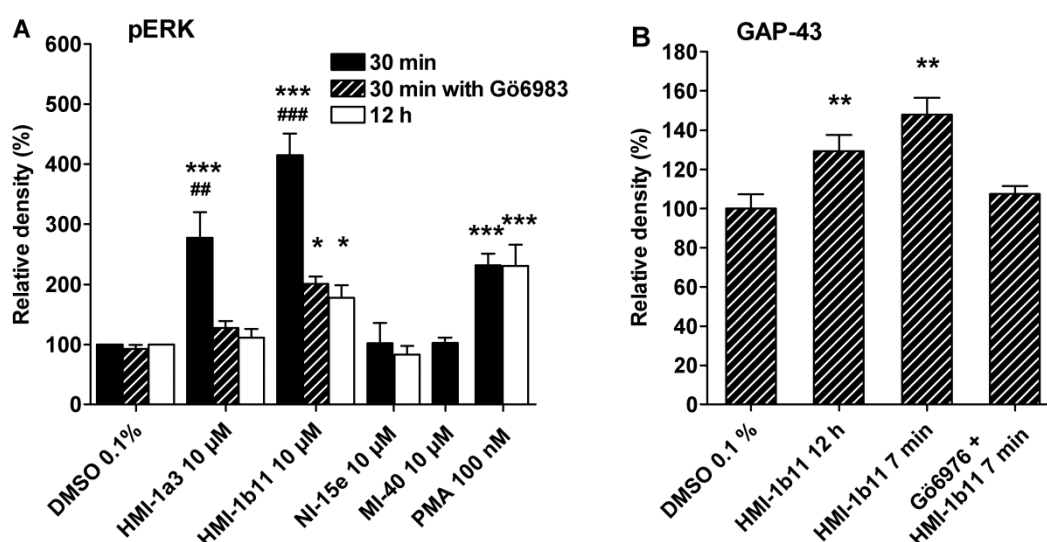 A pERK
Relative density (%)
600
500
400
300
200
100
0
30 min
30 min with Gö6983
12 h
***
##
***
###
*
*
***
***
DMSO 0.1%
HMI-1a3 10 µM
HMI-1b11 10 µM
NI-15e 10 µM
MI-40 10 µM
PMA 100 nM
B GAP-43
Relative density (%)
180
160
140
120
100
80
60
40
20
0
**
**
DMSO 0.1 %
HMI-1b11 12 h
HMI-1b11 7 min
Gö6976 +
HMI-1b11 7 min